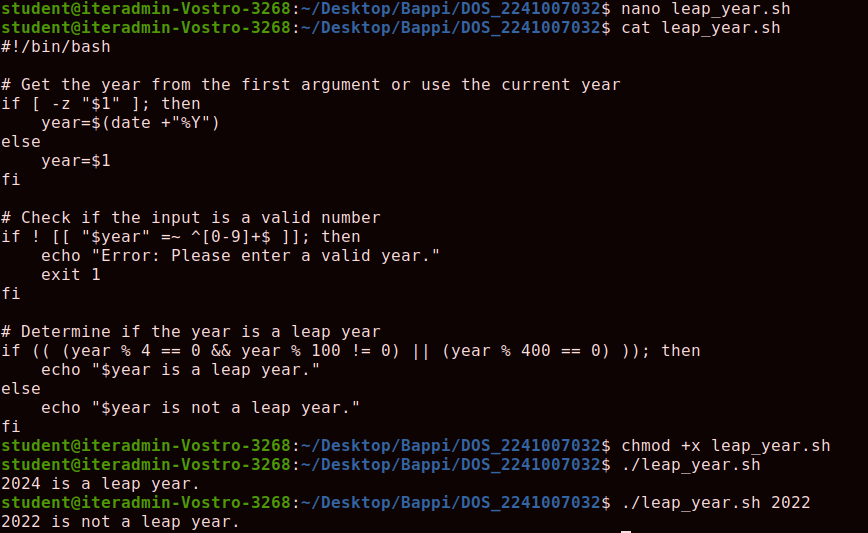 student@iteradmin-Vostro-3268:~/Desktop/Bappi/DOS_2241007032$ nano leap_year.sh
student@iteradmin-Vostro-3268:~/Desktop/Bappi/DOS_2241007032$ cat leap_year.sh
#!/bin/bash

# Get the year from the first argument or use the current year
if [ -z "$1" ]; then
    year=$(date +"%Y")
else
    year=$1
fi

# Check if the input is a valid number
if ! [[ "$year" =~ ^[0-9]+$ ]]; then
    echo "Error: Please enter a valid year."
    exit 1
fi

# Determine if the year is a leap year
if (( (year % 4 == 0 && year % 100 != 0) || (year % 400 == 0) )); then
    echo "$year is a leap year."
else
    echo "$year is not a leap year."
fi
student@iteradmin-Vostro-3268:~/Desktop/Bappi/DOS_2241007032$ chmod +x leap_year.sh
student@iteradmin-Vostro-3268:~/Desktop/Bappi/DOS_2241007032$ ./leap_year.sh
2024 is a leap year.
student@iteradmin-Vostro-3268:~/Desktop/Bappi/DOS_2241007032$ ./leap_year.sh 2022
2022 is not a leap year.